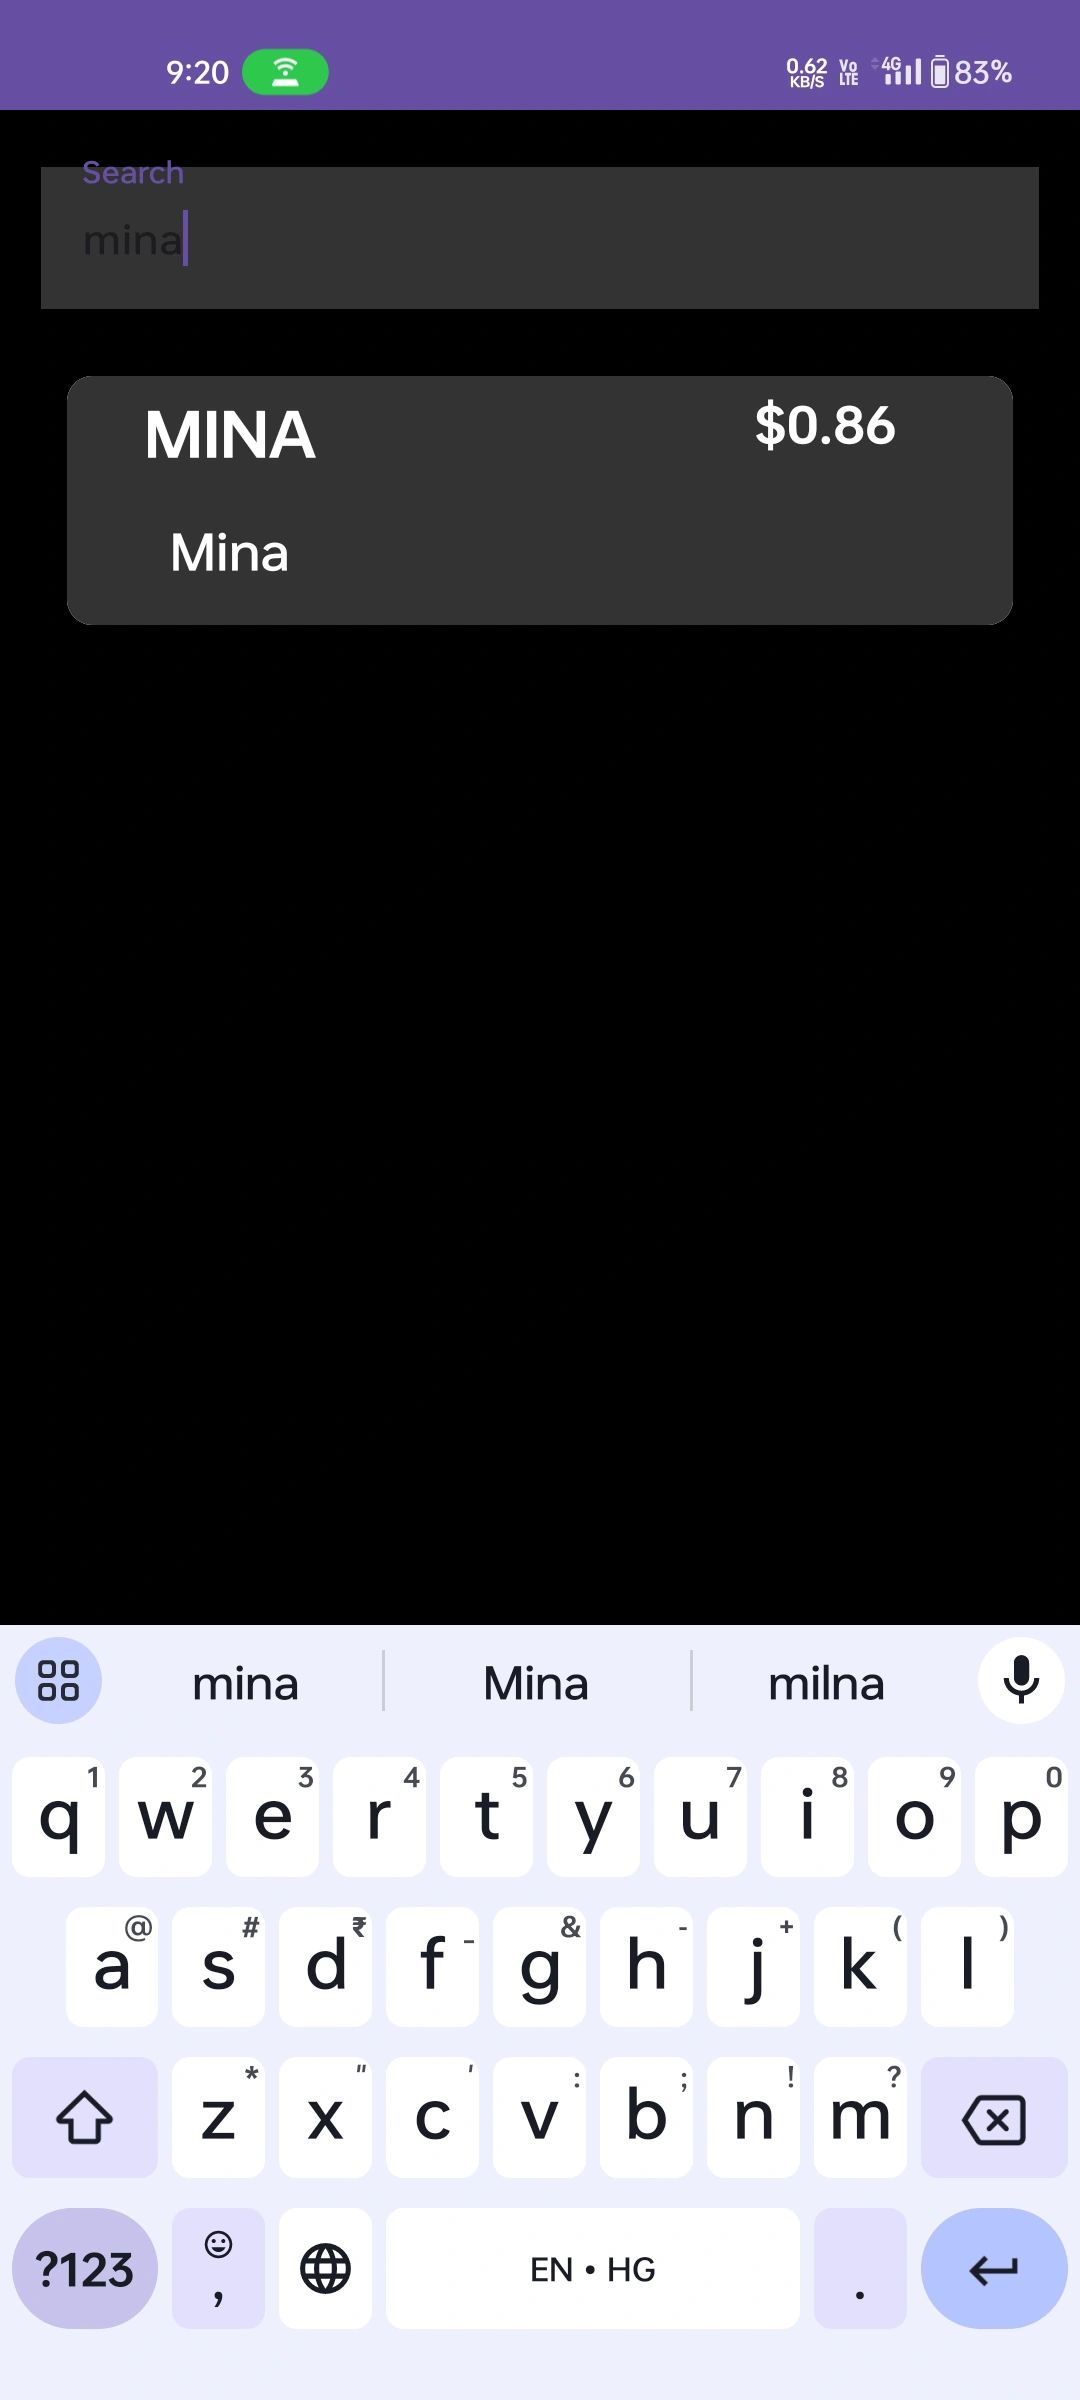 9:20
0.62 KB/S Vo LTE 4G 83%
Search
mina
MINA $0.86
Mina
mina Mina milna
1 2 3 4 5 6 7 8 9 0
q w e r t y u i o p
@ # ₹ _ & - + ( )
a s d f g h j k l
* " ' : ; ! ?
z x c v b n m
?123 , EN • HG .